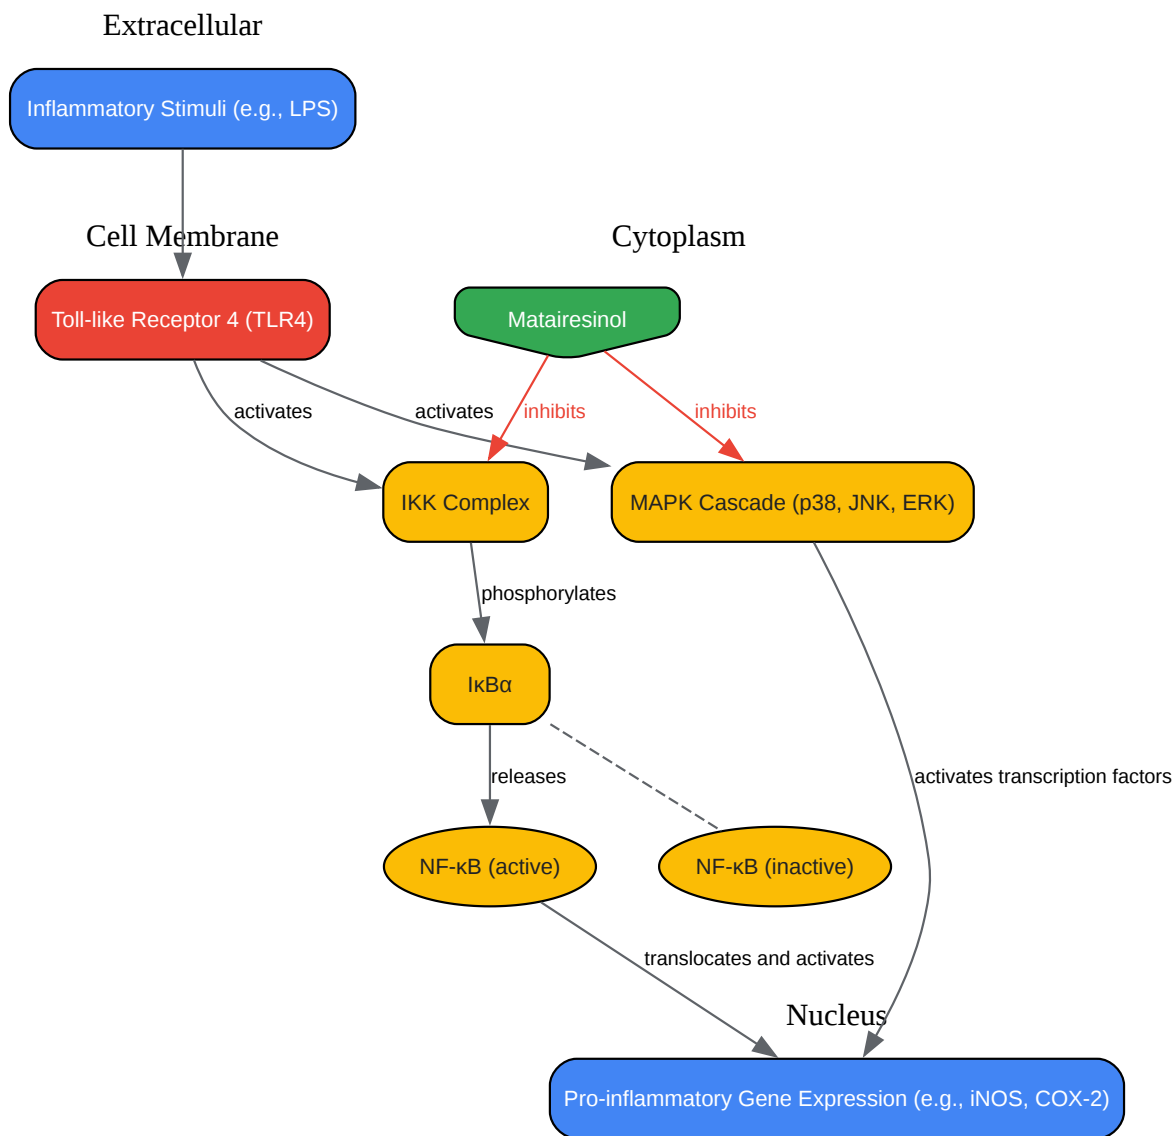 Extracellular
Inflammatory Stimuli (e.g., LPS)
Cell Membrane
Cytoplasm
Toll-like Receptor 4 (TLR4)
Matairesinol
activates
activates
inhibits
inhibits
IKK Complex
MAPK Cascade (p38, JNK, ERK)
phosphorylates
IκBα
releases
activates transcription factors
NF-κB (active)
NF-κB (inactive)
translocates and activates
Nucleus
Pro-inflammatory Gene Expression (e.g., iNOS, COX-2)